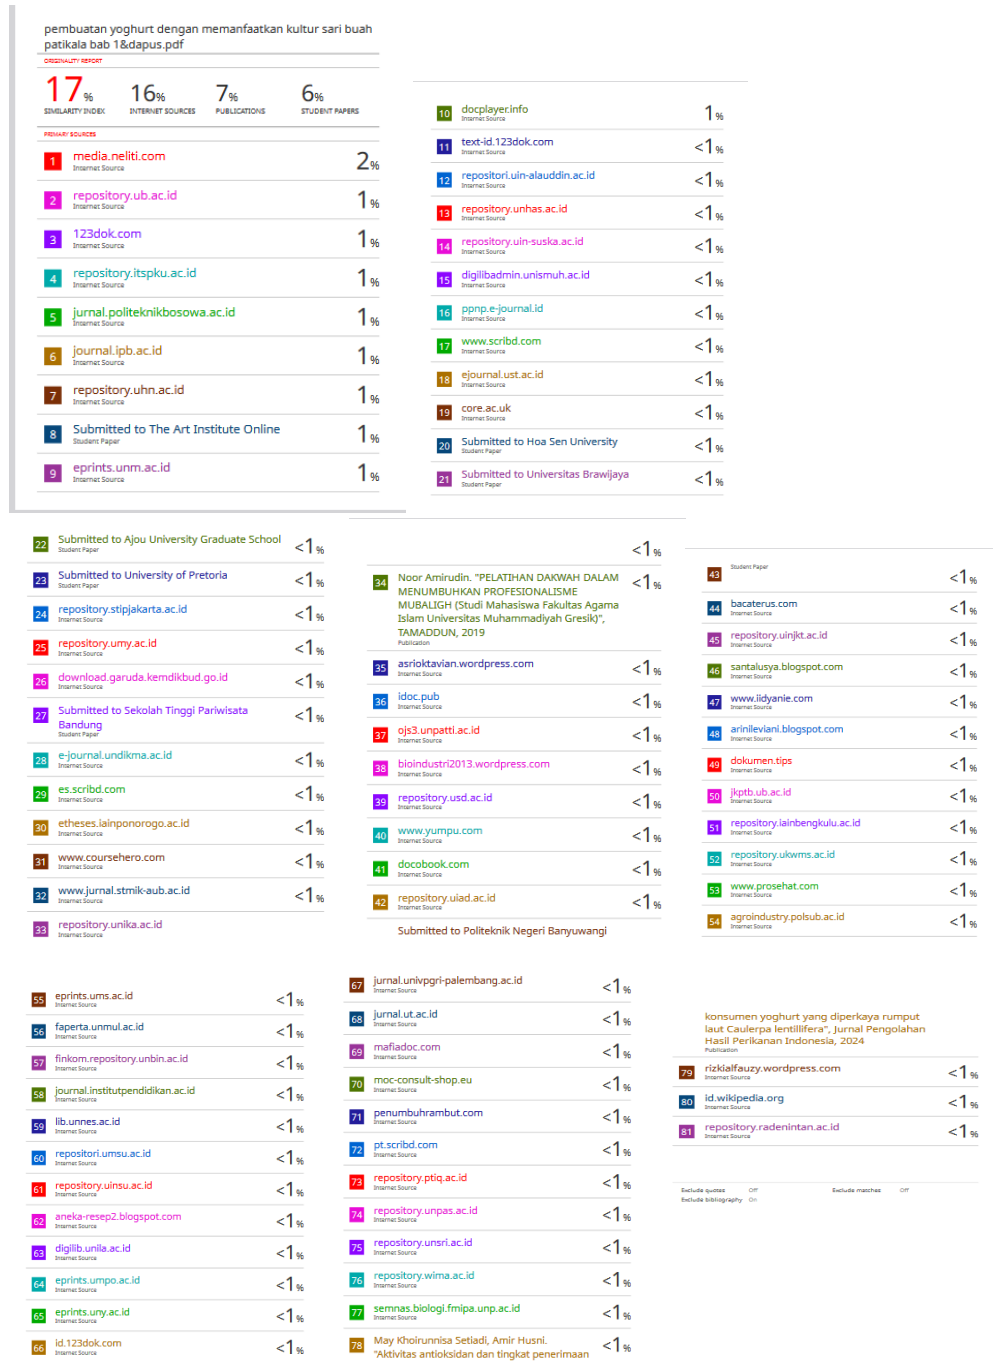 pembuatan yoghurt dengan memanfaatkan kultur sari buah
patikala bab 1&dapus.pdf
ORIGINALITY REPORT
17% 16% 7% 6%
SIMILARITY INDEX INTERNET SOURCES PUBLICATIONS STUDENT PAPERS
PRIMARY SOURCES
1 media.neliti.com 2%
Internet Source
2 repository.ub.ac.id 1%
Internet Source
3 123dok.com 1%
Internet Source
4 repository.itspku.ac.id 1%
Internet Source
5 jurnal.politeknikbosowa.ac.id 1%
Internet Source
6 journal.ipb.ac.id 1%
Internet Source
7 repository.uhn.ac.id 1%
Internet Source
8 Submitted to The Art Institute Online 1%
Student Paper
9 eprints.unm.ac.id 1%
Internet Source
10 docplayer.info 1%
Internet Source
11 text-id.123dok.com <1%
Internet Source
12 repositori.uin-alauddin.ac.id <1%
Internet Source
13 repository.unhas.ac.id <1%
Internet Source
14 repository.uin-suska.ac.id <1%
Internet Source
15 digilibadmin.unismuh.ac.id <1%
Internet Source
16 ppnp.e-journal.id <1%
Internet Source
17 www.scribd.com <1%
Internet Source
18 ejournal.ust.ac.id <1%
Internet Source
19 core.ac.uk <1%
Internet Source
20 Submitted to Hoa Sen University <1%
Student Paper
21 Submitted to Universitas Brawijaya <1%
Student Paper
22 Submitted to Ajou University Graduate School <1%
Student Paper
23 Submitted to University of Pretoria <1%
Student Paper
24 repository.stipjakarta.ac.id <1%
Internet Source
25 repository.umy.ac.id <1%
Internet Source
26 download.garuda.kemdikbud.go.id <1%
Internet Source
27 Submitted to Sekolah Tinggi Pariwisata <1%
Bandung
Student Paper
28 e-journal.undikma.ac.id <1%
Internet Source
29 es.scribd.com <1%
Internet Source
30 etheses.iainponorogo.ac.id <1%
Internet Source
31 www.coursehero.com <1%
Internet Source
32 www.jurnal.stmik-aub.ac.id <1%
Internet Source
33 repository.unika.ac.id
Internet Source
<1%
34 Noor Amirudin. "PELATIHAN DAKWAH DALAM <1%
MENUMBUHKAN PROFESIONALISME
MUBALIGH (Studi Mahasiswa Fakultas Agama
Islam Universitas Muhammadiyah Gresik)",
TAMADDUN, 2019
Publication
35 asrioktavian.wordpress.com <1%
Internet Source
36 idoc.pub <1%
Internet Source
37 ojs3.unpatti.ac.id <1%
Internet Source
38 bioindustri2013.wordpress.com <1%
Internet Source
39 repository.usd.ac.id <1%
Internet Source
40 www.yumpu.com <1%
Internet Source
41 docobook.com <1%
Internet Source
42 repository.uiad.ac.id <1%
Internet Source
Submitted to Politeknik Negeri Banyuwangi
43 Student Paper <1%
44 bacaterus.com <1%
Internet Source
45 repository.uinjkt.ac.id <1%
Internet Source
46 santalusya.blogspot.com <1%
Internet Source
47 www.iidyanie.com <1%
Internet Source
48 arinileviani.blogspot.com <1%
Internet Source
49 dokumen.tips <1%
Internet Source
50 jkptb.ub.ac.id <1%
Internet Source
51 repository.iainbengkulu.ac.id <1%
Internet Source
52 repository.ukwms.ac.id <1%
Internet Source
53 www.prosehat.com <1%
Internet Source
54 agroindustry.polsub.ac.id <1%
Internet Source
55 eprints.ums.ac.id <1%
Internet Source
56 faperta.unmul.ac.id <1%
Internet Source
57 finkom.repository.unbin.ac.id <1%
Internet Source
58 journal.institutpendidikan.ac.id <1%
Internet Source
59 lib.unnes.ac.id <1%
Internet Source
60 repositori.umsu.ac.id <1%
Internet Source
61 repository.uinsu.ac.id <1%
Internet Source
62 aneka-resep2.blogspot.com <1%
Internet Source
63 digilib.unila.ac.id <1%
Internet Source
64 eprints.umpo.ac.id <1%
Internet Source
65 eprints.uny.ac.id <1%
Internet Source
66 id.123dok.com <1%
Internet Source
67 jurnal.univpgri-palembang.ac.id <1%
Internet Source
68 jurnal.ut.ac.id <1%
Internet Source
69 mafiadoc.com <1%
Internet Source
70 moc-consult-shop.eu <1%
Internet Source
71 penumbuhrambut.com <1%
Internet Source
72 pt.scribd.com <1%
Internet Source
73 repository.ptiq.ac.id <1%
Internet Source
74 repository.unpas.ac.id <1%
Internet Source
75 repository.unsri.ac.id <1%
Internet Source
76 repository.wima.ac.id <1%
Internet Source
77 semnas.biologi.fmipa.unp.ac.id <1%
Internet Source
78 May Khoirunnisa Setiadi, Amir Husni. <1%
"Aktivitas antioksidan dan tingkat penerimaan
konsumen yoghurt yang diperkaya rumput
laut Caulerpa lentillifera", Jurnal Pengolahan
Hasil Perikanan Indonesia, 2024
Publication
79 rizkialfauzy.wordpress.com <1%
Internet Source
80 id.wikipedia.org <1%
Internet Source
81 repository.radenintan.ac.id <1%
Internet Source
Exclude quotes Off Exclude matches Off
Exclude bibliography On